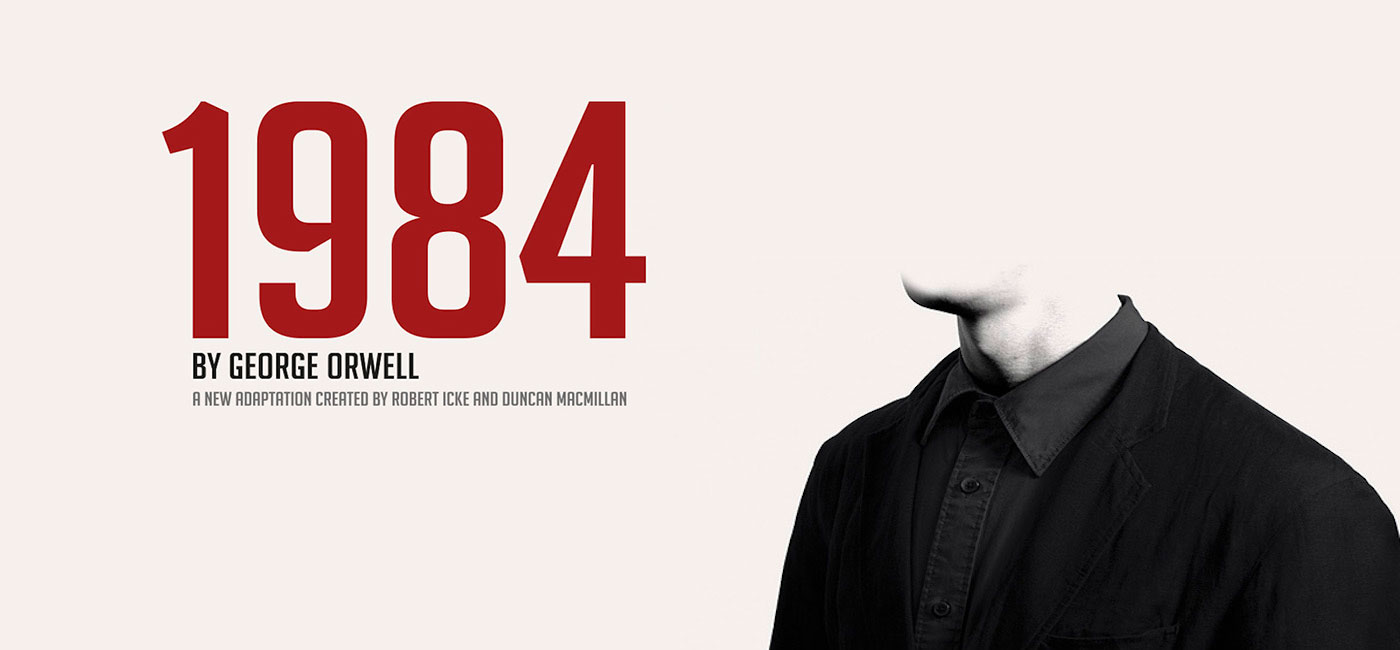 1984
BY GEORGE ORWELL
A NEW ADAPTATION CREATED BY ROBERT ICKE AND DUNCAN MACMILLAN